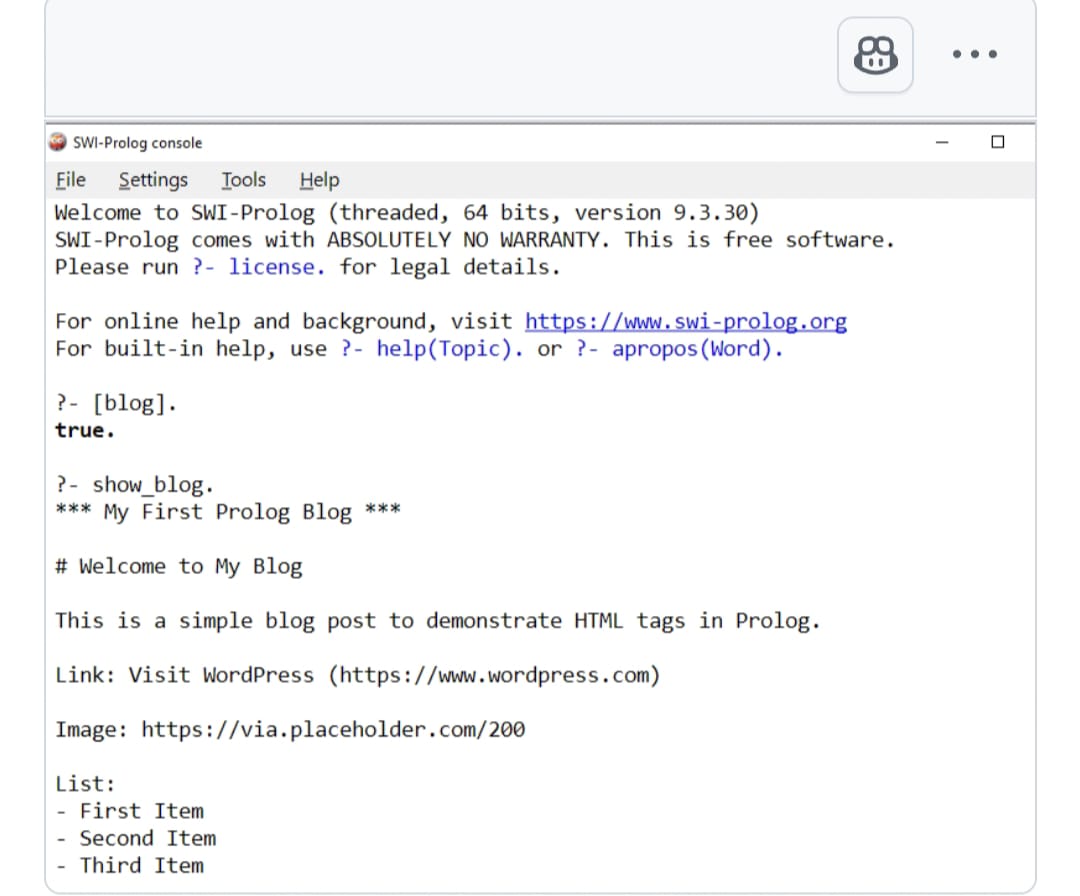 SWI-Prolog console
File Settings Tools Help
Welcome to SWI-Prolog (threaded, 64 bits, version 9.3.30)
SWI-Prolog comes with ABSOLUTELY NO WARRANTY. This is free software.
Please run ?- license. for legal details.
For online help and background, visit https://www.swi-prolog.org
For built-in help, use ?- help(Topic). or ?- apropos(Word).
?- [blog].
true.
?- show_blog.
*** My First Prolog Blog ***
# Welcome to My Blog
This is a simple blog post to demonstrate HTML tags in Prolog.
Link: Visit WordPress (https://www.wordpress.com)
Image: https://via.placeholder.com/200
List:
- First Item
- Second Item
- Third Item